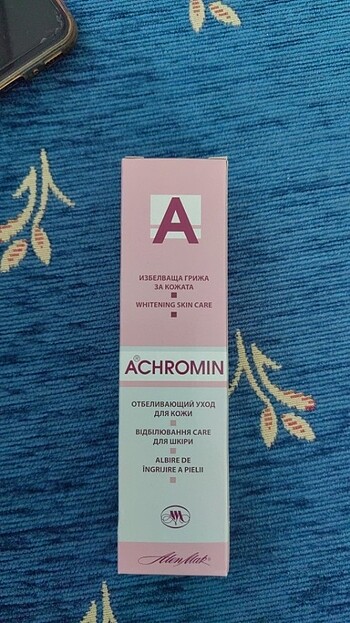 A
ИЗБЕЛВАЩА ГРИЖА
ЗА КОЖАТА
WHITENING SKIN CARE
ACHROMIN®
ОТБЕЛИВАЮЩИЙ УХОД
ДЛЯ КОЖИ
ВІДБІЛЮВАННЯ CARE
ДЛЯ ШКІРИ
ALBIRE DE
ÎNGRIJIRE A PIELII
AlenMak®